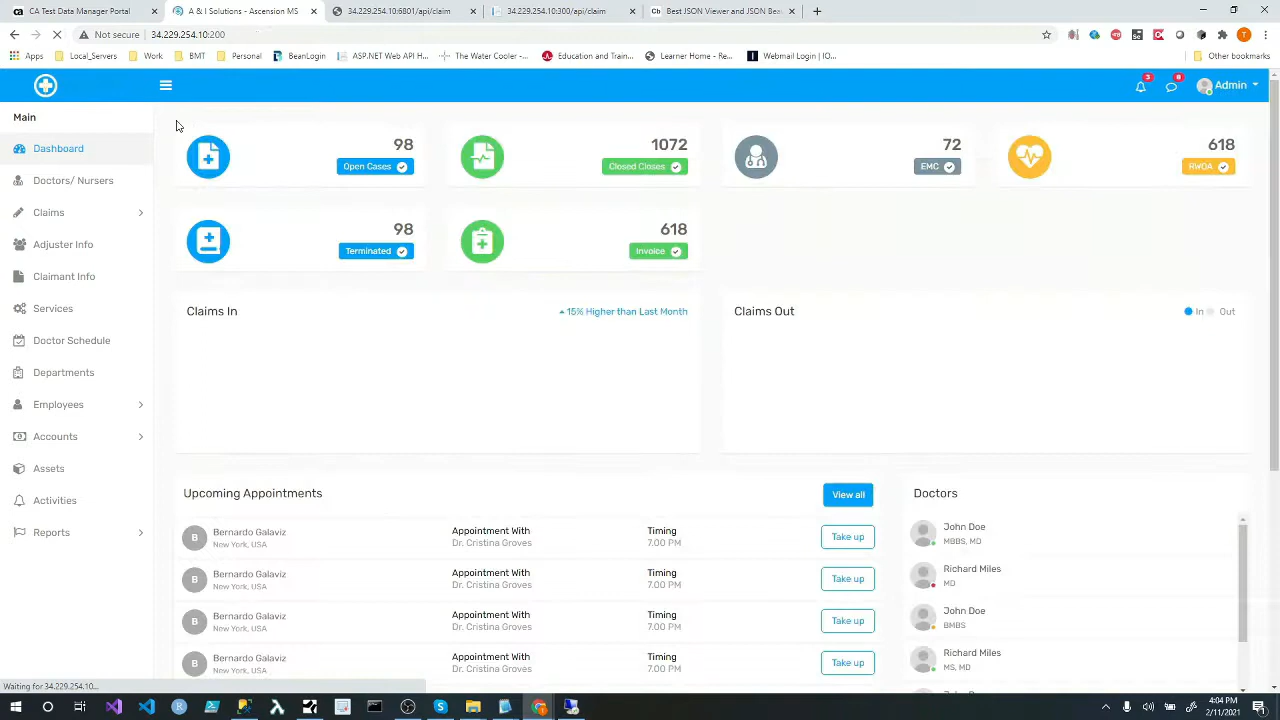 CA Test Data Manager Portal
A & I Solutions - Ascension MS
34.229.254.10:6801/api/claim
34.229.254.10:300/api/claim
Best JSON Viewer and JSON Be
Not secure
34.229.254.10:200
Apps
Local_Servers
Work
BMT
Personal
BeanLogin
ASP.NET Web API H...
The Water Cooler-...
Education and Train...
Learner Home - Re...
Webmail Login | IO...
Other bookmarks
3
8
Admin
Main
Dashboard
Doctors/ Nursers
Claims
Adjuster Info
Claimant Info
Services
Doctor Schedule
Departments
Employees
Accounts
Assets
Activities
Reports
98
Open Cases
1072
Closed Closes
72
EMC
618
RWOA
98
Terminated
618
Invoice
Claims In
15% Higher than Last Month
Claims Out
In
Out
Upcoming Appointments
View all
B
Bernardo Galaviz
New York, USA
Appointment With
Dr. Cristina Groves
Timing
7.00 PM
Take up
B
Bernardo Galaviz
New York, USA
Appointment With
Dr. Cristina Groves
Timing
7.00 PM
Take up
B
Bernardo Galaviz
New York, USA
Appointment With
Dr. Cristina Groves
Timing
7.00 PM
Take up
B
Bernardo Galaviz
New York, USA
Appointment With
Dr. Cristina Groves
Timing
7.00 PM
Take up
Doctors
John Doe
MBBS, MD
Richard Miles
MD
John Doe
BMBS
Richard Miles
MS, MD
Waiting for 34.229.254.10...
4:04 PM
2/11/2021